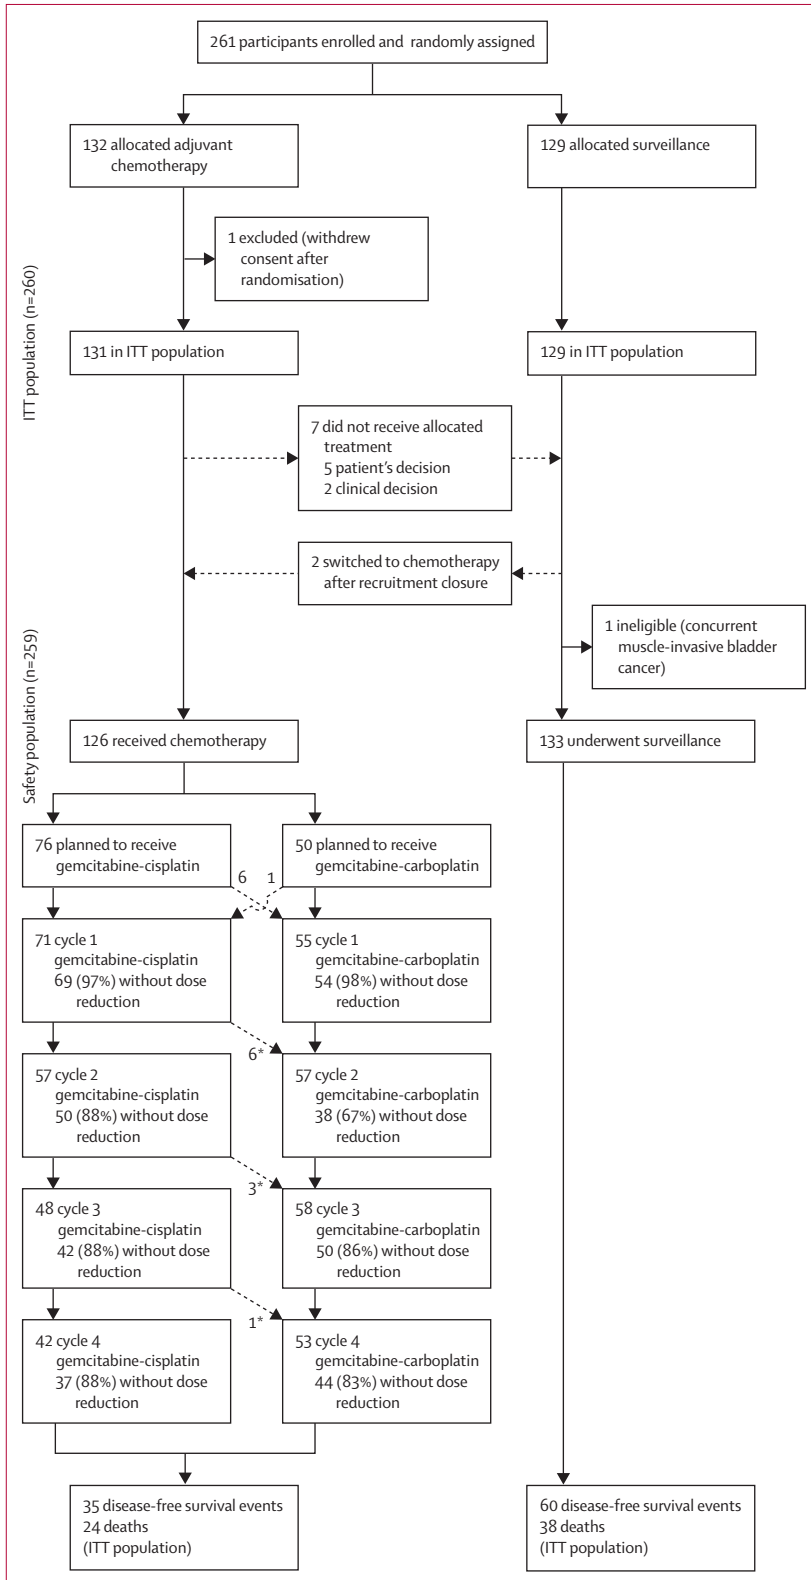 261 participants enrolled and randomly assigned
132 allocated adjuvant
chemotherapy
129 allocated surveillance
1 excluded (withdrew
consent after
randomisation)
ITT population (n=260)
131 in ITT population
129 in ITT population
7 did not receive allocated
treatment
5 patient's decision
2 clinical decision
2 switched to chemotherapy
after recruitment closure
1 ineligible (concurrent
muscle-invasive bladder
cancer)
Safety population (n=259)
126 received chemotherapy
133 underwent surveillance
76 planned to receive
gemcitabine-cisplatin
50 planned to receive
gemcitabine-carboplatin
6
1
71 cycle 1
gemcitabine-cisplatin
69 (97%) without dose
reduction
55 cycle 1
gemcitabine-carboplatin
54 (98%) without dose
reduction
6*
57 cycle 2
gemcitabine-cisplatin
50 (88%) without dose
reduction
57 cycle 2
gemcitabine-carboplatin
38 (67%) without dose
reduction
3*
48 cycle 3
gemcitabine-cisplatin
42 (88%) without dose
reduction
58 cycle 3
gemcitabine-carboplatin
50 (86%) without dose
reduction
1*
42 cycle 4
gemcitabine-cisplatin
37 (88%) without dose
reduction
53 cycle 4
gemcitabine-carboplatin
44 (83%) without dose
reduction
35 disease-free survival events
24 deaths
(ITT population)
60 disease-free survival events
38 deaths
(ITT population)